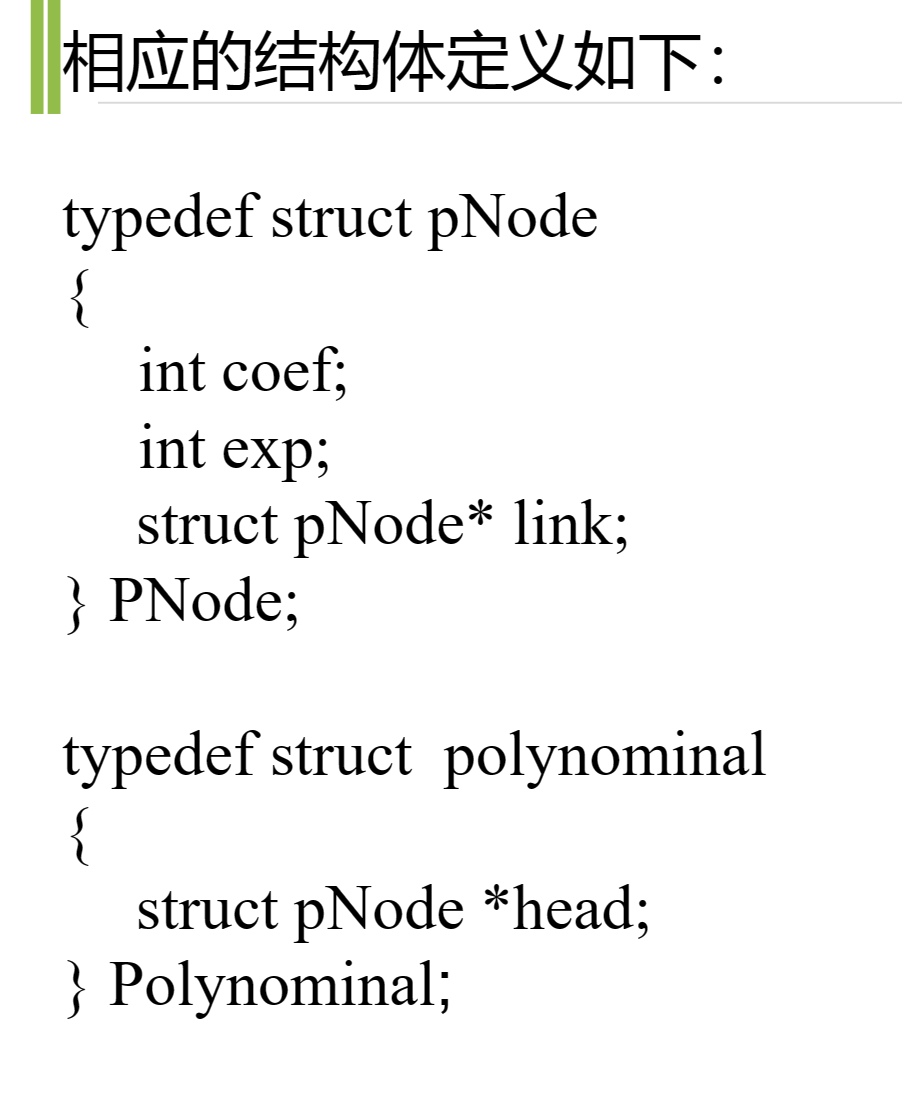 相应的结构体定义如下：
typedef struct pNode
{
int coef;
int exp;
struct pNode* link;
} PNode;
typedef struct polynominal
{
struct pNode *head;
} Polynominal;